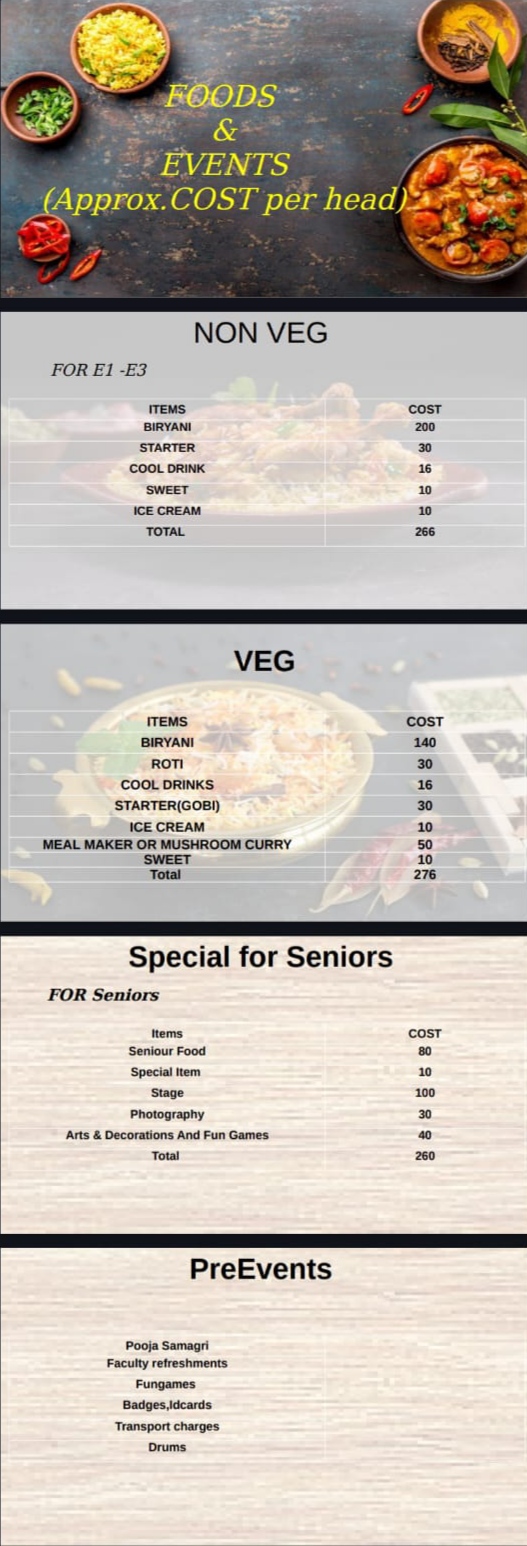 FOODS
&
EVENTS
(Approx.COST per head)
NON VEG
FOR E1 -E3
ITEMS COST
BIRYANI 200
STARTER 30
COOL DRINK 16
SWEET 10
ICE CREAM 10
TOTAL 266
VEG
ITEMS COST
BIRYANI 140
ROTI 30
COOL DRINKS 16
STARTER(GOBI) 30
ICE CREAM 10
MEAL MAKER OR MUSHROOM CURRY 50
SWEET 10
Total 276
Special for Seniors
FOR Seniors
Items COST
Seniour Food 80
Special Item 10
Stage 100
Photography 30
Arts & Decorations And Fun Games 40
Total 260
PreEvents
Pooja Samagri
Faculty refreshments
Fungames
Badges,Idcards
Transport charges
Drums